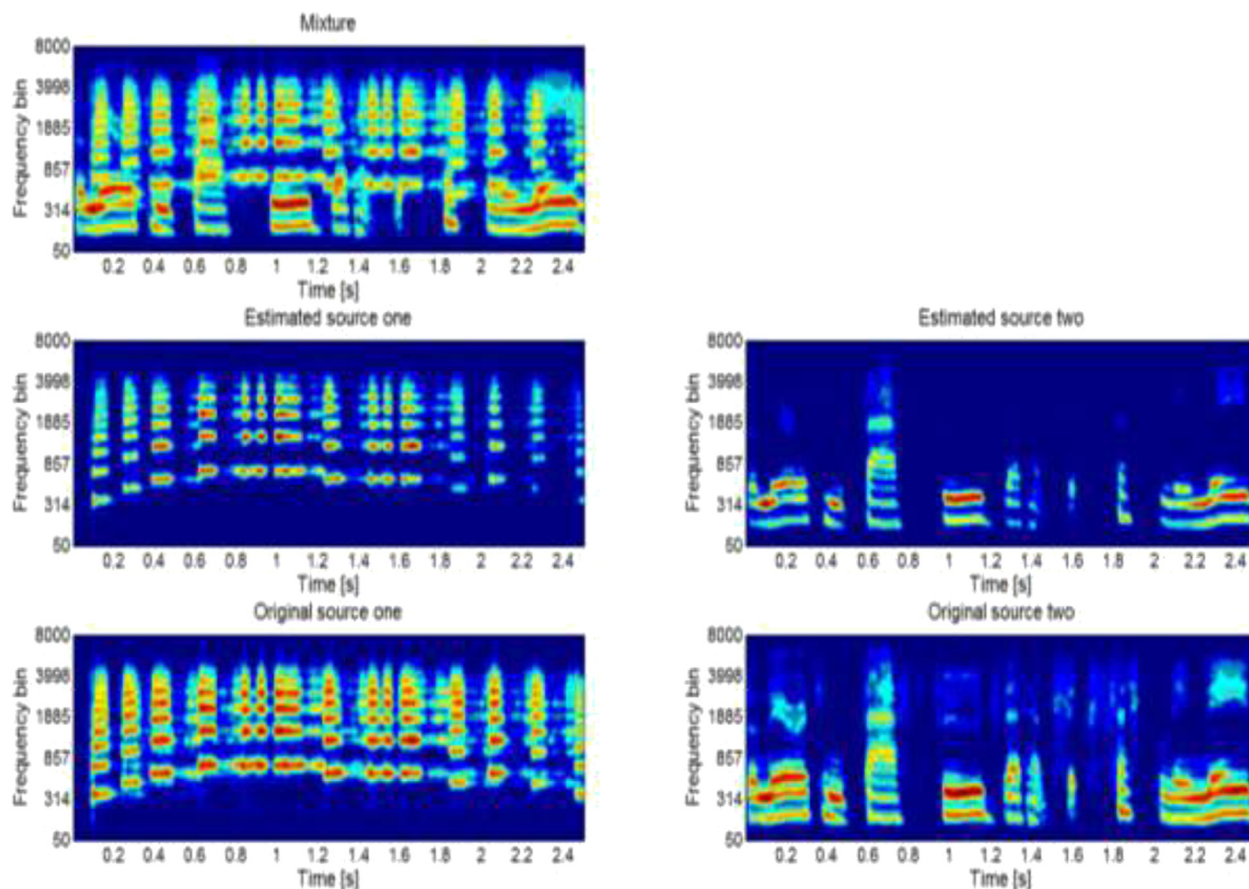 Mixture
Frequency bin
8000
3998
1885
857
314
50
0.2 0.4 0.6 0.8 1 1.2 1.4 1.6 1.8 2 2.2 2.4
Time [s]
Estimated source one
Frequency bin
8000
3998
1885
857
314
50
0.2 0.4 0.6 0.8 1 1.2 1.4 1.6 1.8 2 2.2 2.4
Time [s]
Estimated source two
Frequency bin
8000
3998
1885
857
314
50
0.2 0.4 0.6 0.8 1 1.2 1.4 1.6 1.8 2 2.2 2.4
Time [s]
Original source one
Frequency bin
8000
3998
1885
857
314
50
0.2 0.4 0.6 0.8 1 1.2 1.4 1.6 1.8 2 2.2 2.4
Time [s]
Original source two
Frequency bin
8000
3998
1885
857
314
50
0.2 0.4 0.6 0.8 1 1.2 1.4 1.6 1.8 2 2.2 2.4
Time [s]